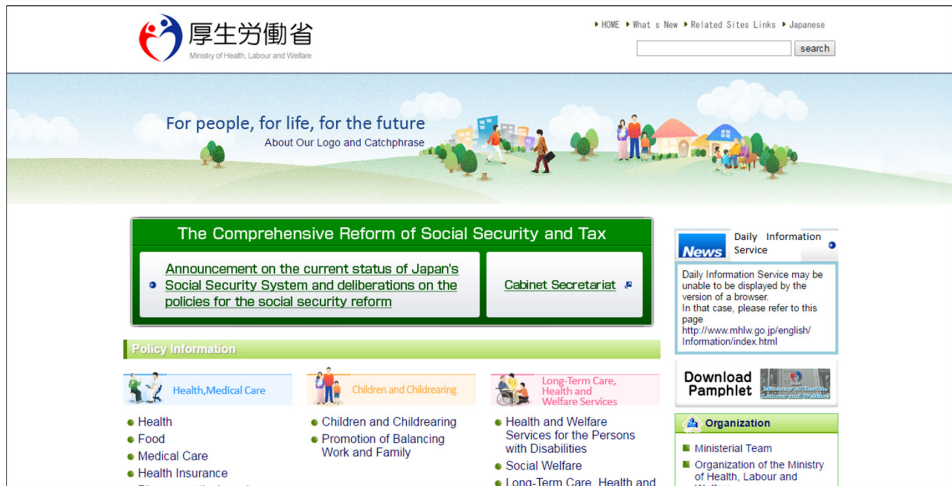 厚生労働省
Ministry of Health, Labour and Welfare
HOME What s New Related Sites Links Japanese
search
For people, for life, for the future
About Our Logo and Catchphrase
The Comprehensive Reform of Social Security and Tax
Announcement on the current status of Japan's
Social Security System and deliberations on the
policies for the social security reform
Cabinet Secretariat
News
Daily Information
Service
Daily Information Service may be
unable to be displayed by the
version of a browser.
In that case, please refer to this
page
http://www.mhlw.go.jp/english/
Information/index.html
Policy Information
Health,Medical Care
Health
Food
Medical Care
Health Insurance
Children and Childrearing
Children and Childrearing
Promotion of Balancing
Work and Family
Long-Term Care,
Health and
Welfare Services
Health and Welfare
Services for the Persons
with Disabilities
Social Welfare
Long-Term Care, Health and
Download
Pamphlet
Organization
Ministerial Team
Organization of the Ministry
of Health, Labour and